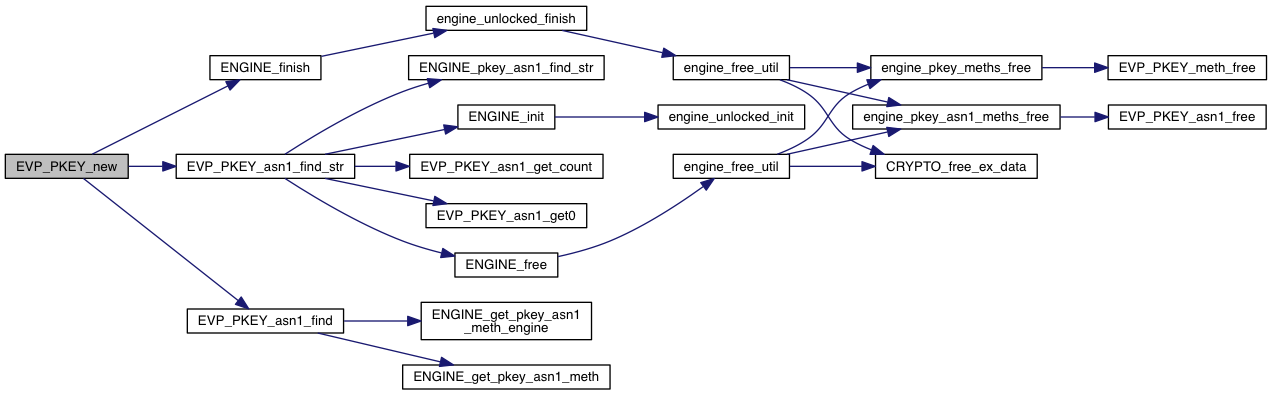 engine_unlocked_finish
ENGINE_finish
ENGINE_pkey_asn1_find_str
engine_free_util
engine_pkey_meths_free
EVP_PKEY_meth_free
ENGINE_init
engine_unlocked_init
engine_pkey_asn1_meths_free
EVP_PKEY_asn1_free
EVP_PKEY_new
EVP_PKEY_asn1_find_str
EVP_PKEY_asn1_get_count
engine_free_util
CRYPTO_free_ex_data
EVP_PKEY_asn1_get0
ENGINE_free
EVP_PKEY_asn1_find
ENGINE_get_pkey_asn1
_meth_engine
ENGINE_get_pkey_asn1_meth